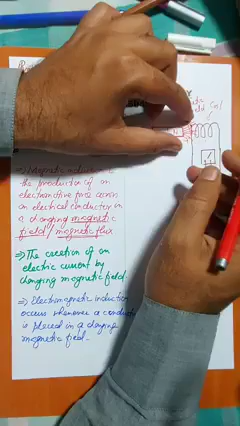 the production of an
electromotive force across
an electrical conductor in
a changing magnetic
field/magnetic flux
⇒ The creation of an
electric current by
changing magnetic field.
⇒ Electromagnetic induction
occurs whenever a conductor
is placed in a changing
magnetic field.